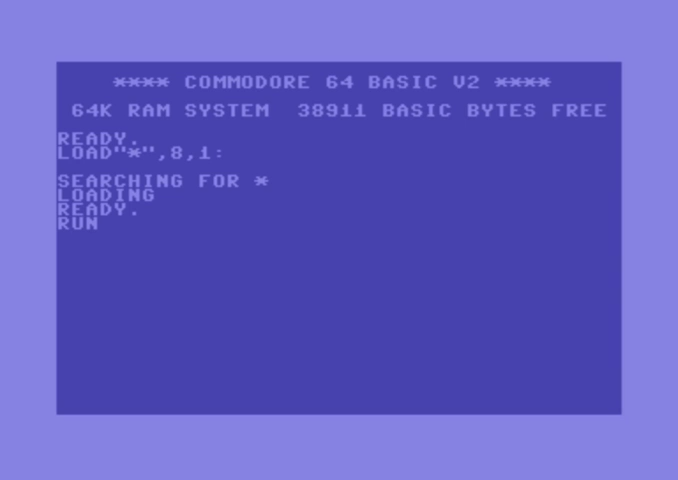 **** COMMODORE 64 BASIC V2 ****
64K RAM SYSTEM  38911 BASIC BYTES FREE
READY.
LOAD"*",8,1:
SEARCHING FOR *
LOADING
READY.
RUN